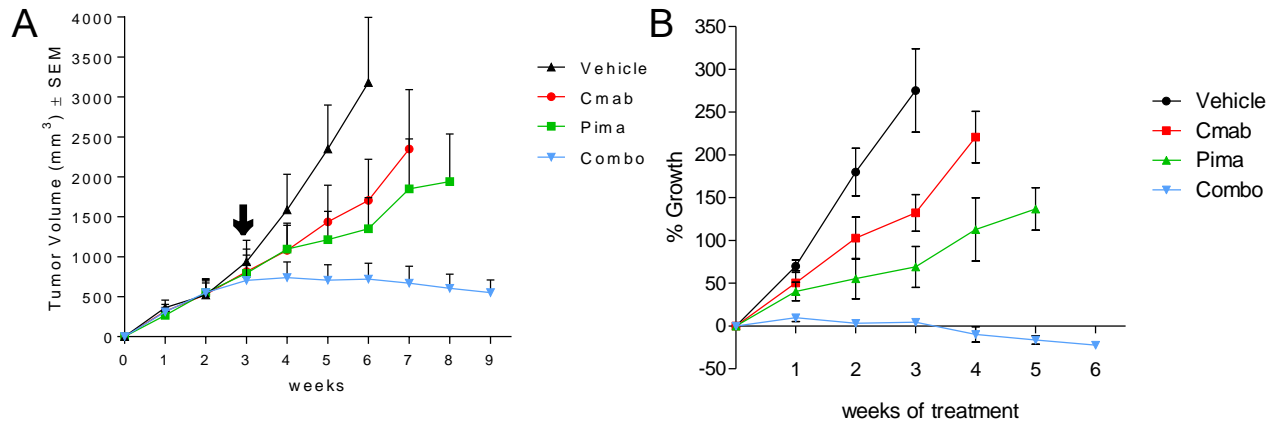 A
Tumor Volume (mm3) ± SEM
4000
3500
3000
2500
2000
1500
1000
500
0
0 1 2 3 4 5 6 7 8 9
weeks
Vehicle
Cmab
Pima
Combo
B
% Growth
350
300
250
200
150
100
50
0
-50
1 2 3 4 5 6
weeks of treatment
Vehicle
Cmab
Pima
Combo